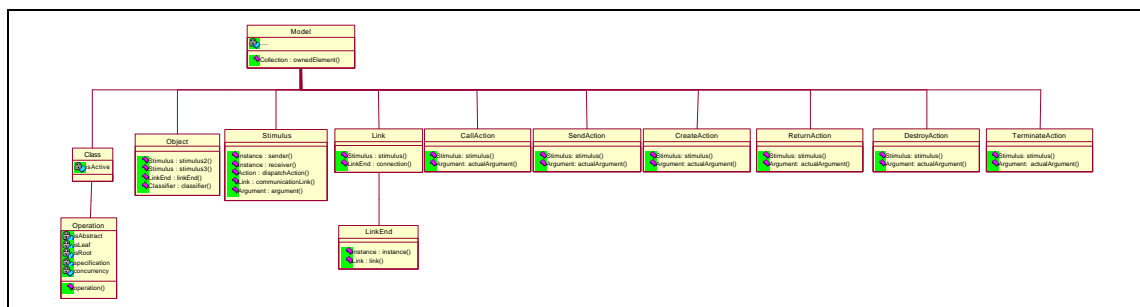 Model
....
Collection : ownedElement()
Class
isActive
Operation
isAbstract
isLeaf
isRoot
specification
concurrency
operation()
Object
Stimulus : stimulus2()
Stimulus : stimulus3()
LinkEnd : linkEnd()
Classifier : classifier()
Stimulus
Instance : sender()
Instance : receiver()
Action : dispatchAction()
Link : communicationLink()
Argument : argument()
Link
Stimulus : stimulus()
LinkEnd : connection()
LinkEnd
Instance : instance()
Link : link()
CallAction
Stimulus: stimulus()
Argument: actualArgument()
SendAction
Stimulus: stimulus()
Argument: actualArgument()
CreateAction
Stimulus: stimulus()
Argument: actualArgument()
ReturnAction
Stimulus: stimulus()
Argument: actualArgument()
DestroyAction
Stimulus: stimulus()
Argument: actualArgument()
TerminateAction
Stimulus: stimulus()
Argument: actualArgument()